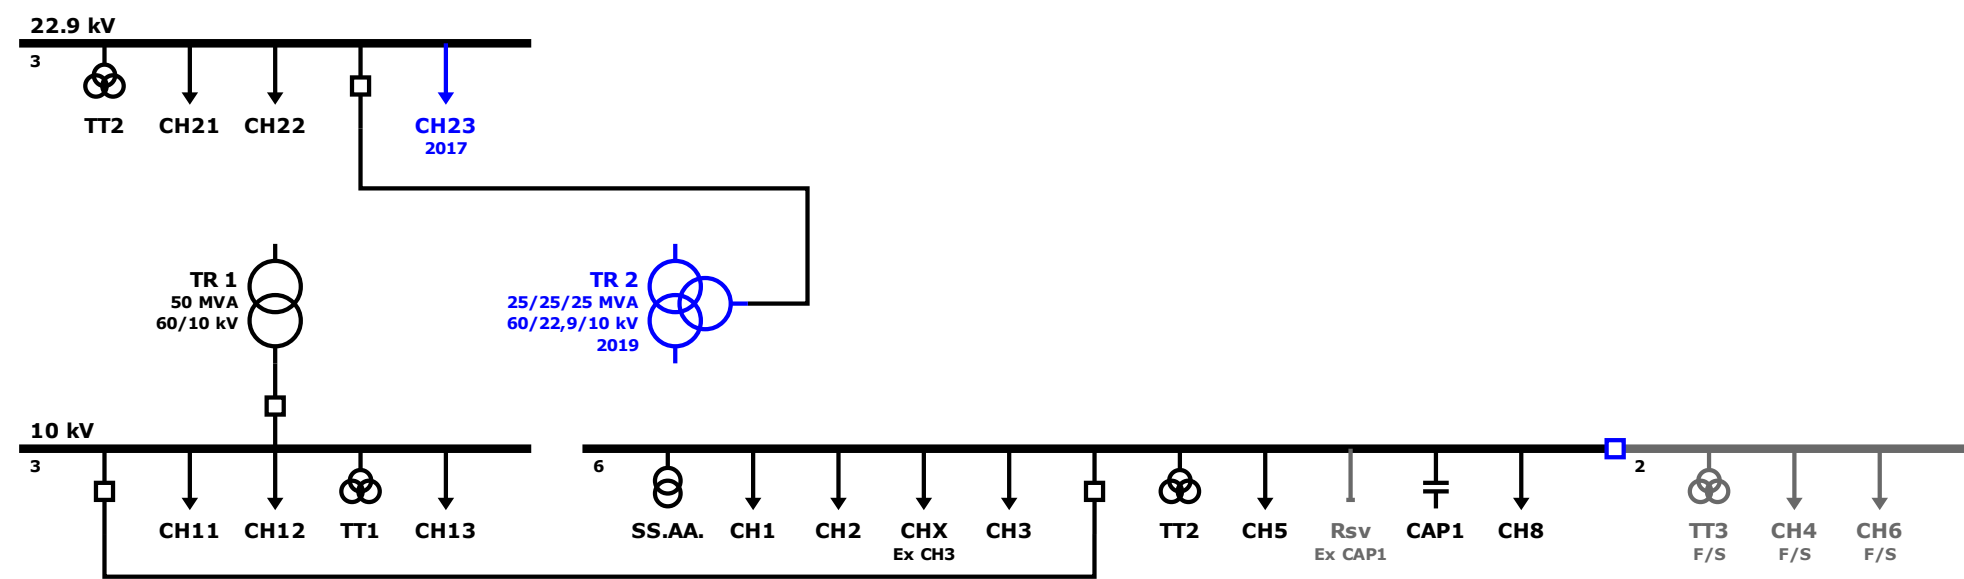 22.9 kV
3
TT2
CH21
CH22
CH23
2017
TR 1
50 MVA
60/10 kV
TR 2
25/25/25 MVA
60/22,9/10 kV
2019
10 kV
3
CH11
CH12
TT1
CH13
6
SS.AA.
CH1
CH2
CHX
Ex CH3
CH3
TT2
CH5
Rsv
Ex CAP1
CAP1
CH8
2
TT3
F/S
CH4
F/S
CH6
F/S